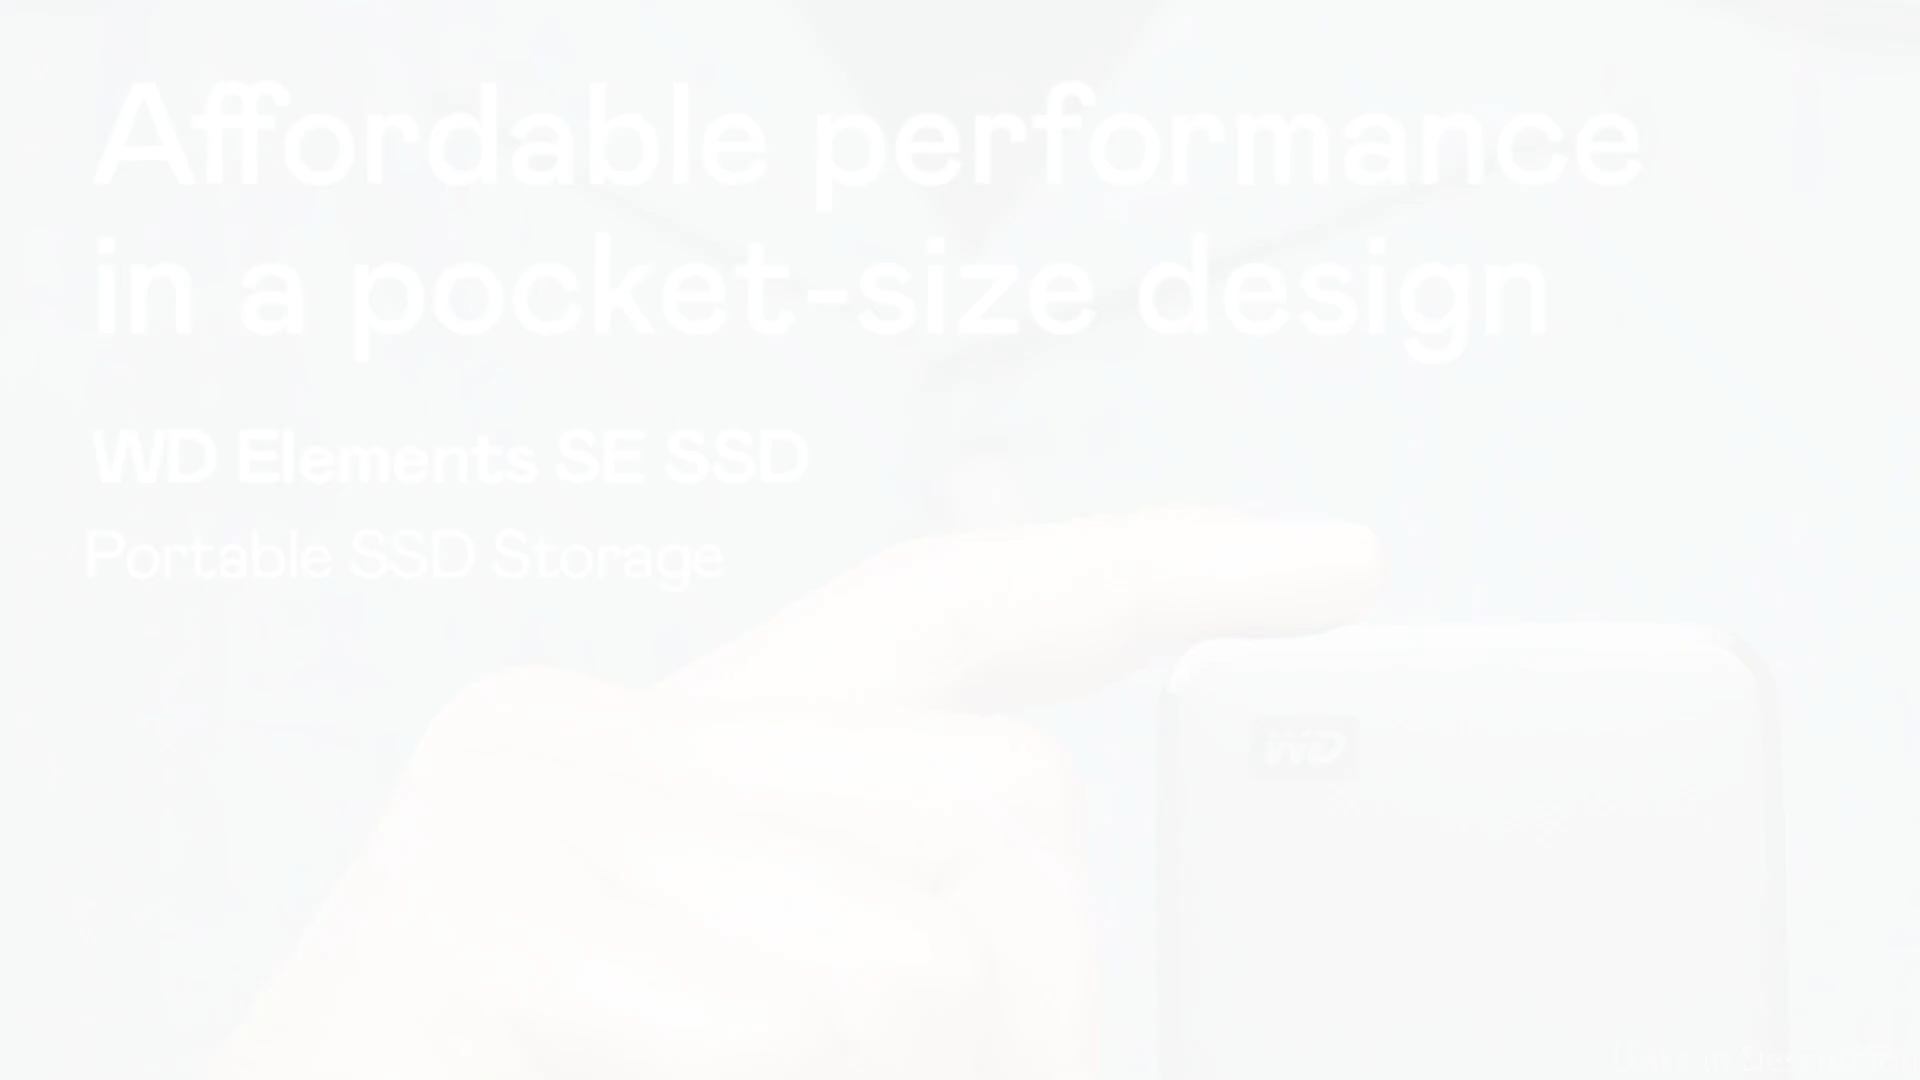 Affordable performance
in a pocket-size design
WD Elements SE SSD
Portable SSD Storage
WD